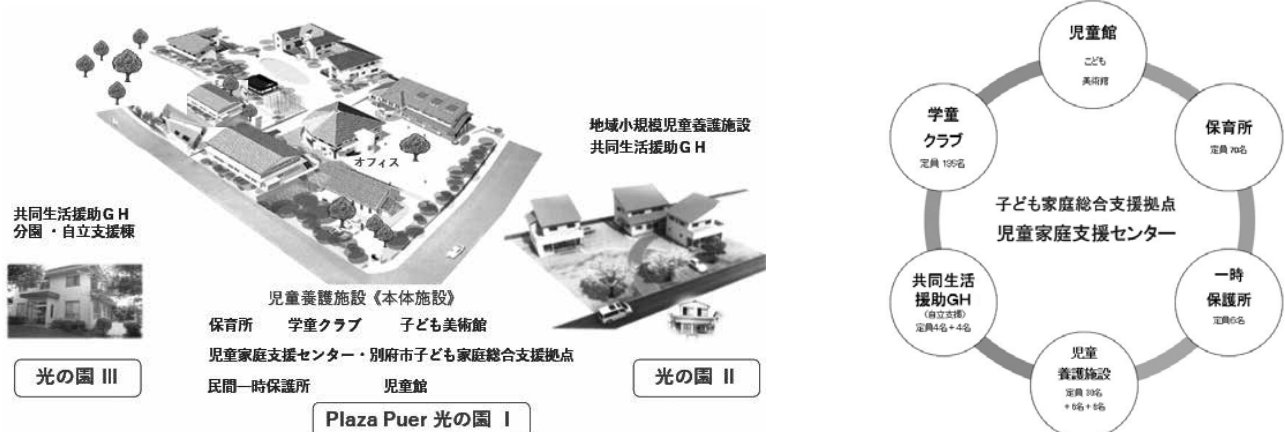 オフィス
地域小規模児童養護施設
共同生活援助GH
共同生活援助GH
分園・自立支援棟
児童養護施設《本体施設》
保育所 学童クラブ 子ども美術館
児童家庭支援センター・別府市子ども家庭総合支援拠点
民間一時保護所 児童館
光の園 III
光の園 II
Plaza Puer 光の園 I
児童館
こども
美術館
学童
クラブ
定員 195名
保育所
定員 70名
子ども家庭総合支援拠点
児童家庭支援センター
共同生活
援助GH
(自立支援)
定員4名+4名
一時
保護所
定員6名
児童
養護施設
+6名+6名